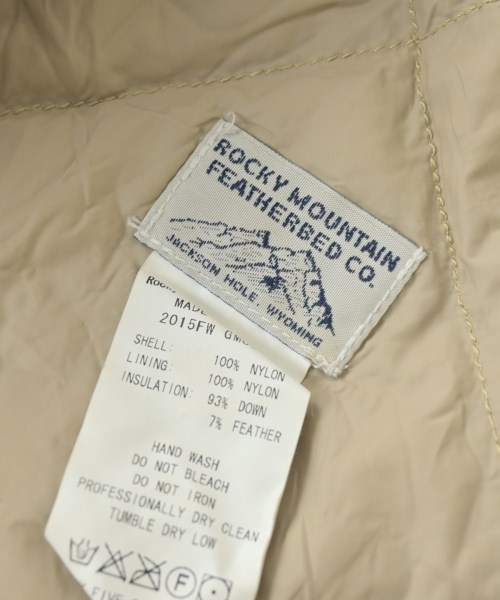 ROCKY MOUNTAIN
FEATHERBED CO.
JACKSON HOLE, WYOMING
MADE
2015FW
SHELL: 100% NYLON
LINING: 100% NYLON
INSULATION: 93% DOWN
7% FEATHER
HAND WASH
DO NOT BLEACH
DO NOT IRON
PROFESSIONALLY DRY CLEAN
TUMBLE DRY LOW
F
FIVE